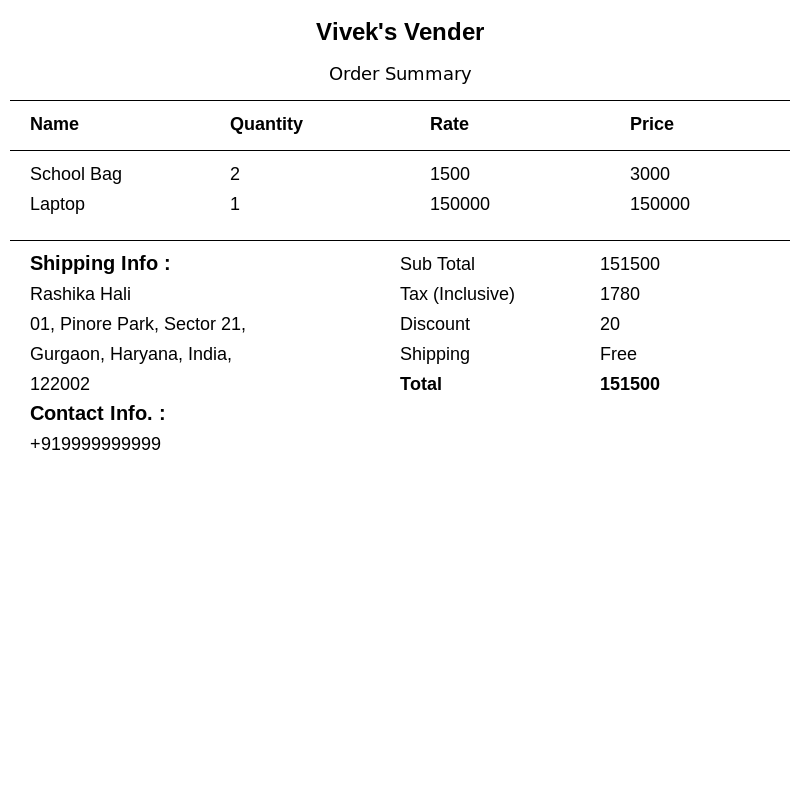 Vivek's Vender
Order Summary
Name Quantity Rate Price
School Bag 2 1500 3000
Laptop 1 150000 150000
Shipping Info : Sub Total 151500
Rashika Hali Tax (Inclusive) 1780
01, Pinore Park, Sector 21, Discount 20
Gurgaon, Haryana, India, Shipping Free
122002 Total 151500
Contact Info. :
+919999999999